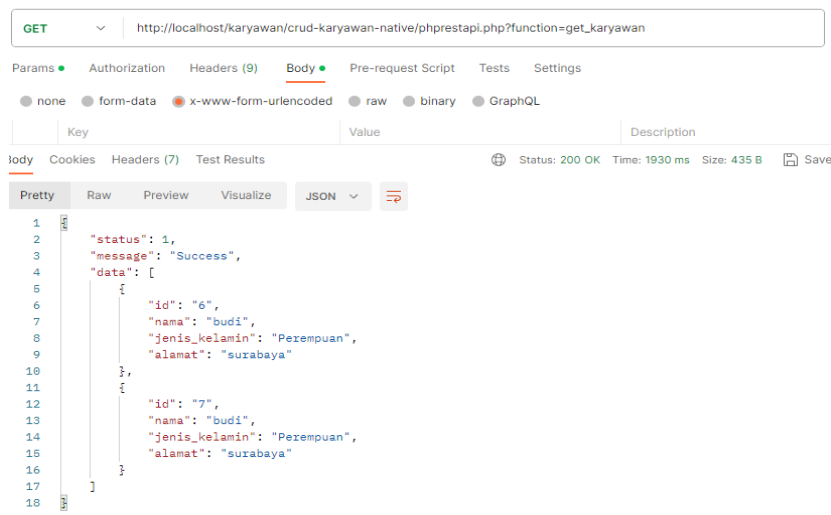 GET http://localhost/karyawan/crud-karyawan-native/phprestapi.php?function=get_karyawan
Params Authorization Headers (9) Body Pre-request Script Tests Settings
none form-data x-www-form-urlencoded raw binary GraphQL
Key Value Description
Body Cookies Headers (7) Test Results Status: 200 OK Time: 1930 ms Size: 435 B Save
Pretty Raw Preview Visualize JSON
1 {
2 "status": 1,
3 "message": "Success",
4 "data": [
5 {
6 "id": "6",
7 "nama": "budi",
8 "jenis_kelamin": "Perempuan",
9 "alamat": "surabaya"
10 },
11 {
12 "id": "7",
13 "nama": "budi",
14 "jenis_kelamin": "Perempuan",
15 "alamat": "surabaya"
16 }
17 ]
18 }